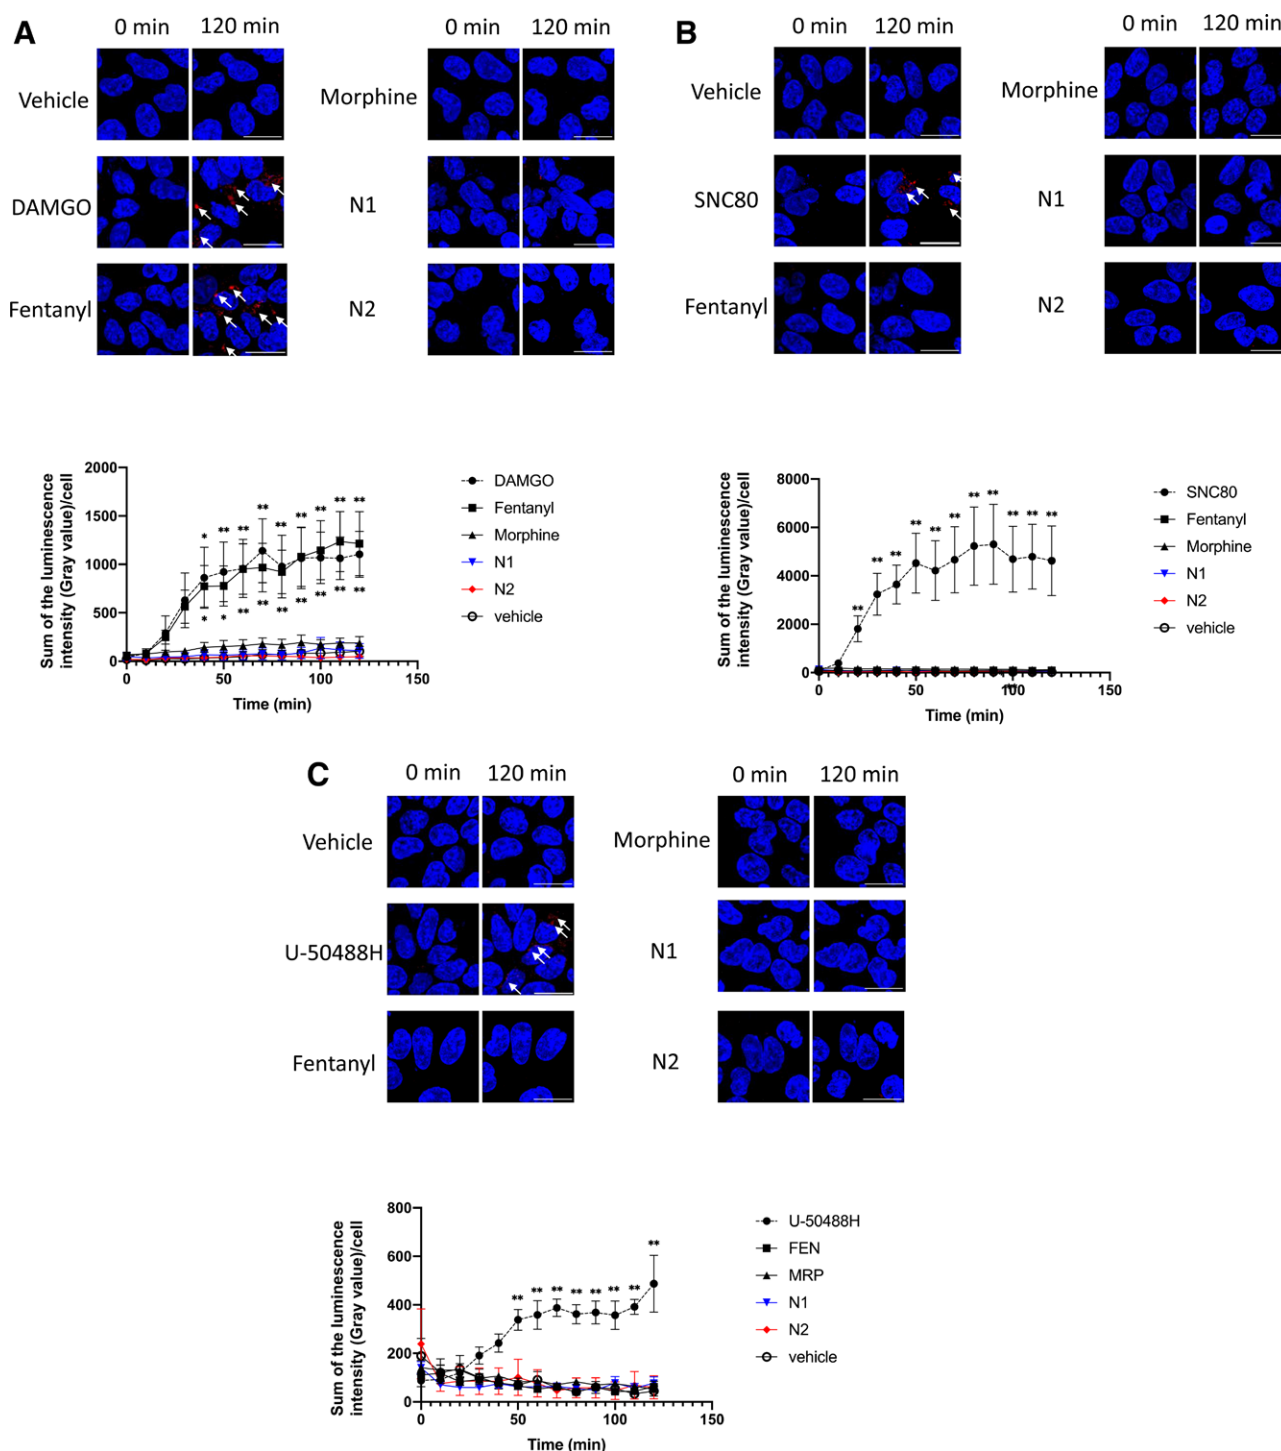 A
0 min 120 min
0 min 120 min
Vehicle
Morphine
DAMGO
N1
Fentanyl
N2
Sum of the luminescence
intensity (Gray value)/cell
2000
1500
1000
500
0
* ** ** ** ** ** ** ** **
* * ** ** ** ** ** ** **
0 50 100 150
Time (min)
DAMGO
Fentanyl
Morphine
N1
N2
vehicle
B
0 min 120 min
0 min 120 min
Vehicle
Morphine
SNC80
N1
Fentanyl
N2
Sum of the luminescence
intensity (Gray value)/cell
8000
6000
4000
2000
0
** ** ** ** ** ** ** ** ** ** **
0 50 100 150
Time (min)
SNC80
Fentanyl
Morphine
N1
N2
vehicle
C
0 min 120 min
0 min 120 min
Vehicle
Morphine
U-50488H
N1
Fentanyl
N2
Sum of the luminescence
intensity (Gray value)/cell
800
600
400
200
0
** ** ** ** ** ** ** **
0 50 100 150
Time (min)
U-50488H
FEN
MRP
N1
N2
vehicle